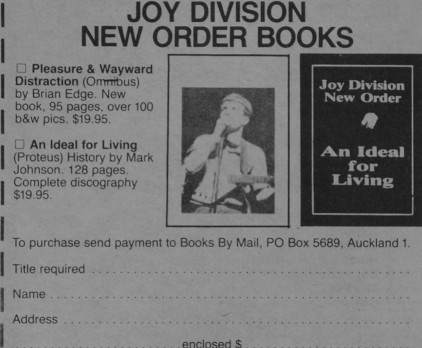 JOY DIVISION
NEW ORDER BOOKS
□ Pleasure & Wayward
Distraction (Omnibus)
by Brian Edge. New
book, 95 pages, over 100
b&w pics. $19.95.
□ An Ideal for Living
(Proteus) History by Mark
Johnson. 128 pages.
Complete discography
$19.95.
Joy Division
New Order
An Ideal
for
Living
To purchase send payment to Books By Mail, PO Box 5689, Auckland 1.
Title required
Name
Address
enclosed $